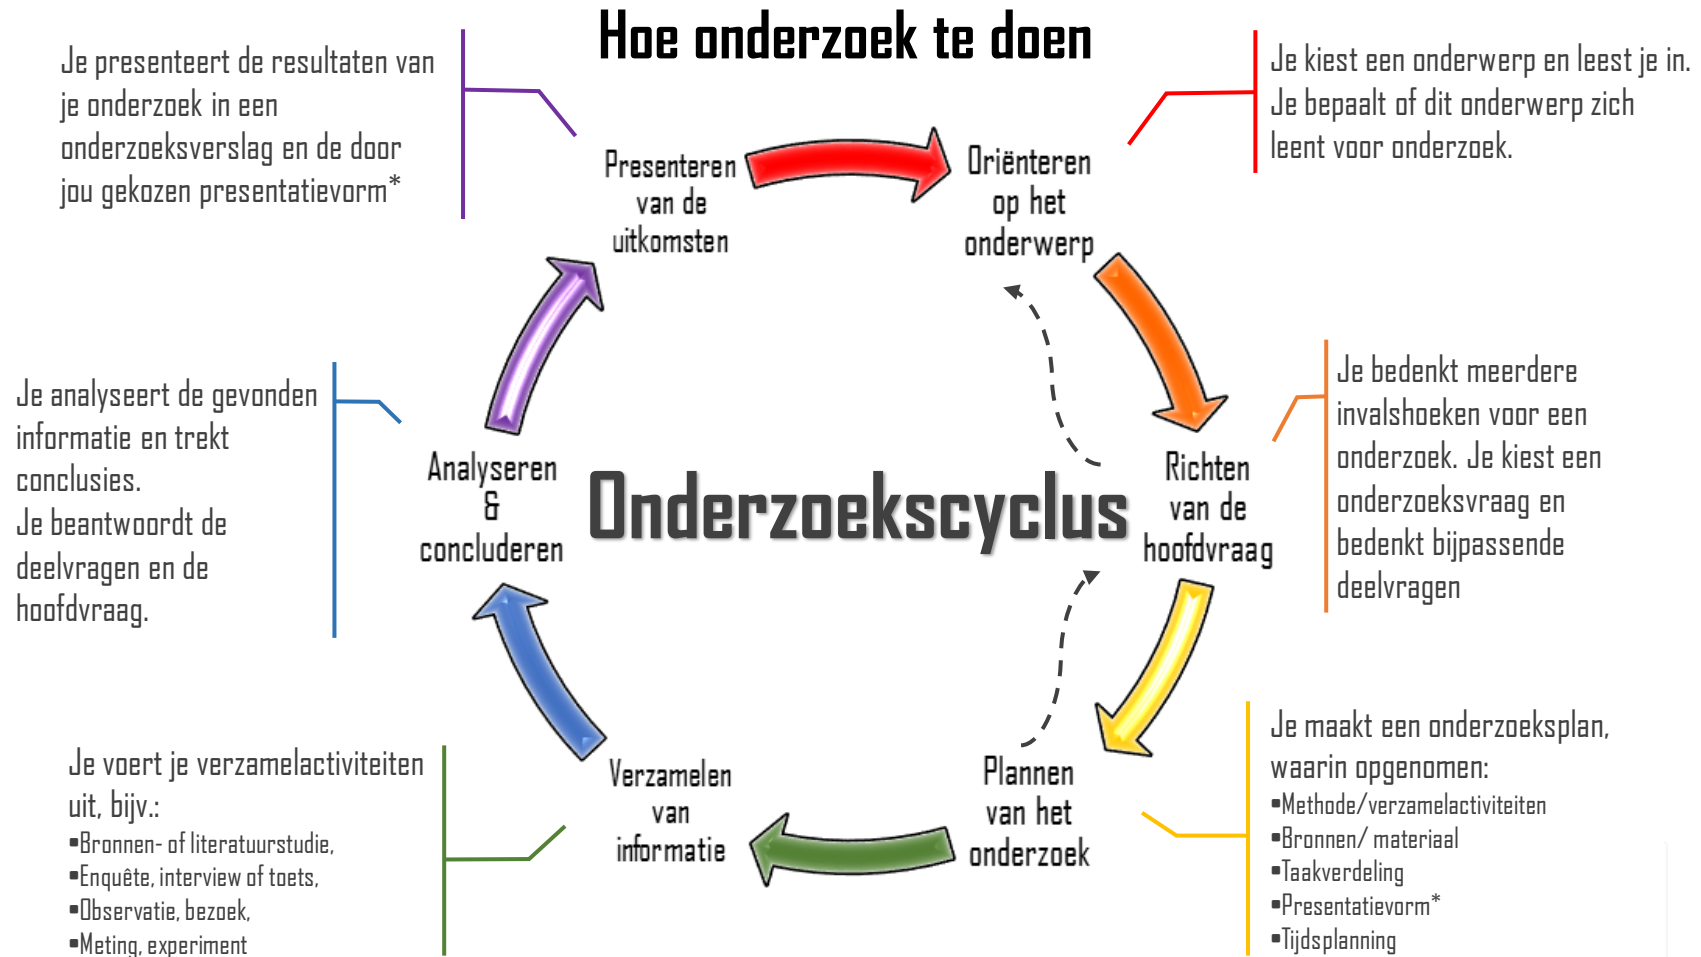 Hoe onderzoek te doen
Je presenteert de resultaten van
je onderzoek in een
onderzoeksverslag en de door
jou gekozen presentatievorm*
Je kiest een onderwerp en leest je in.
Je bepaalt of dit onderwerp zich
leent voor onderzoek.
Presenteren
van de
uitkomsten
Oriënteren
op het
onderwerp
Je analyseert de gevonden
informatie en trekt
conclusies.
Je beantwoordt de
deelvragen en de
hoofdvraag.
Analyseren
&
concluderen
Onderzoekscyclus
Richten
van de
hoofdvraag
Je bedenkt meerdere
invalshoeken voor een
onderzoek. Je kiest een
onderzoeksvraag en
bedenkt bijpassende
deelvragen
Je voert je verzamelactiviteiten
uit, bijv.:
▪Bronnen- of literatuurstudie,
▪Enquête, interview of toets,
▪Observatie, bezoek,
▪Meting, experiment
Verzamelen
van
informatie
Plannen
van het
onderzoek
Je maakt een onderzoeksplan,
waarin opgenomen:
▪Methode/verzamelactiviteiten
▪Bronnen/ materiaal
▪Taakverdeling
▪Presentatievorm*
▪Tijdsplanning